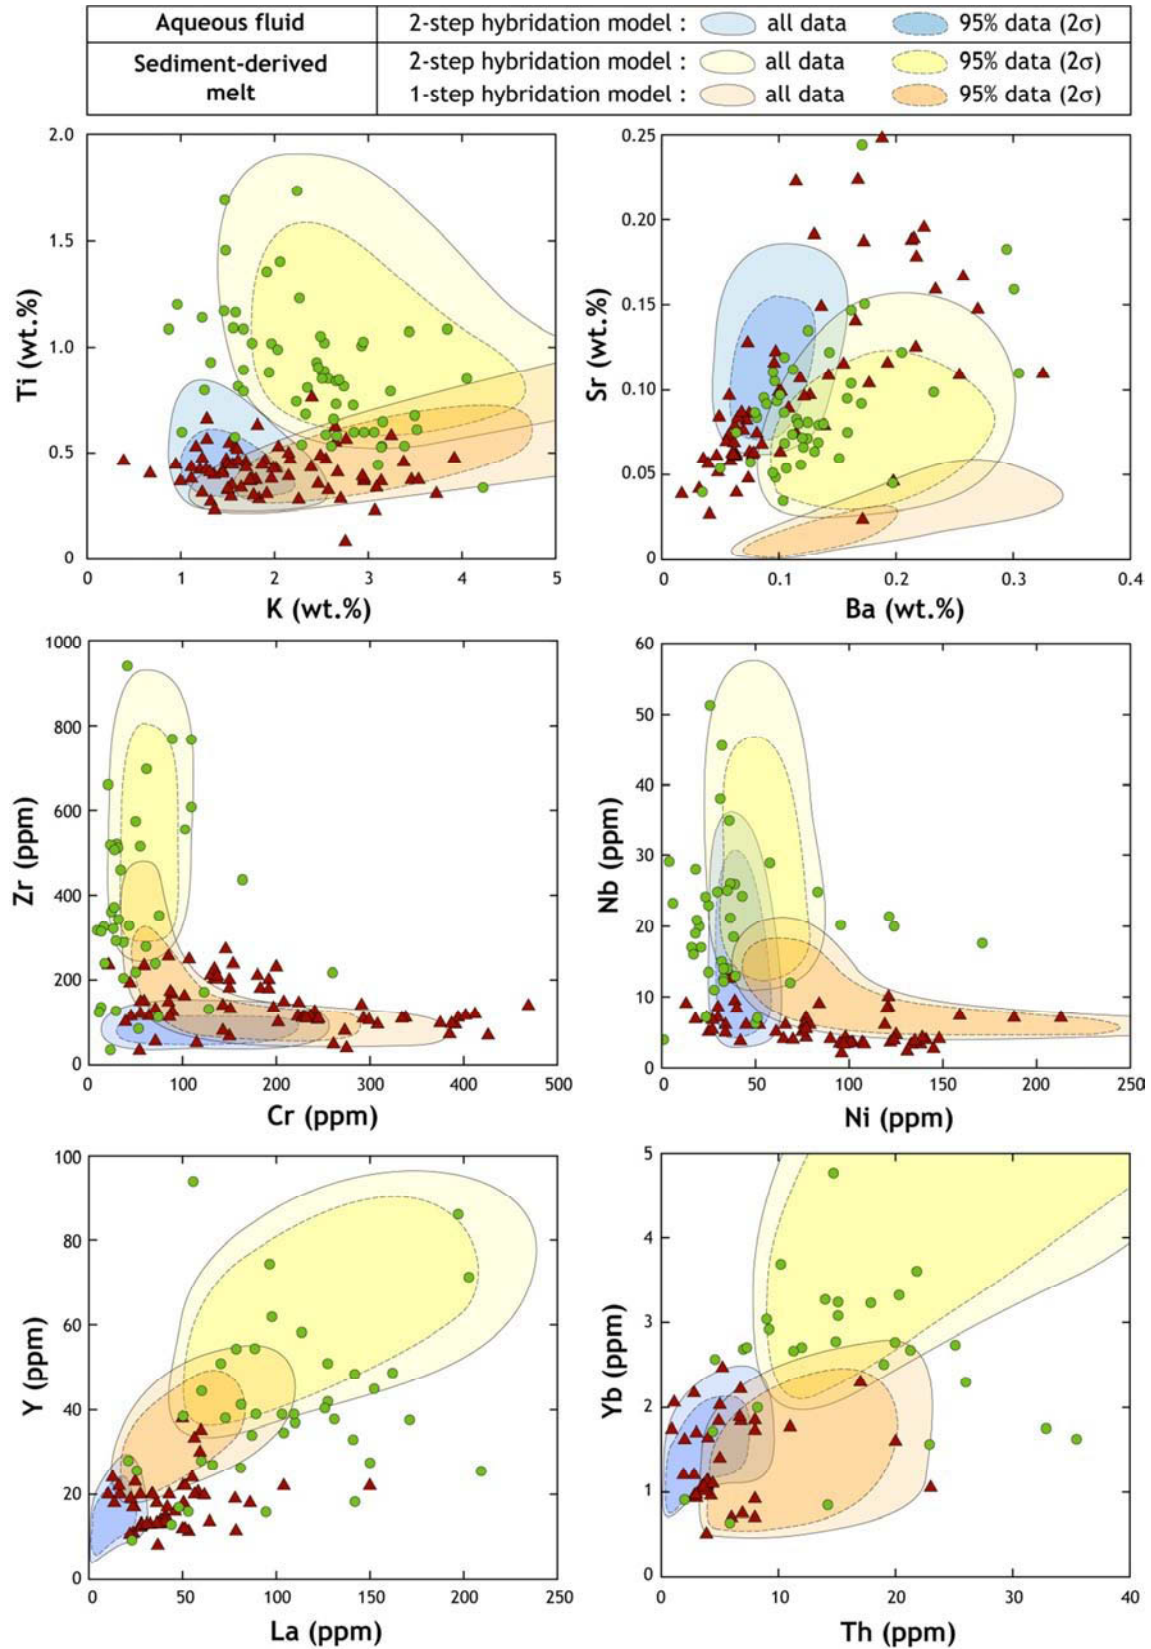 Aqueous fluid
2-step hybridation model :
all data
95% data (2σ)
Sediment-derived
melt
2-step hybridation model :
all data
95% data (2σ)
1-step hybridation model :
all data
95% data (2σ)
2.0
1.5
1.0
0.5
0
Ti (wt.%)
0
1
2
3
4
5
K (wt.%)
0.25
0.20
0.15
0.10
0.05
0
Sr (wt.%)
0
0.1
0.2
0.3
0.4
Ba (wt.%)
1000
800
600
400
200
0
Zr (ppm)
0
100
200
300
400
500
Cr (ppm)
60
50
40
30
20
10
0
Nb (ppm)
0
50
100
150
200
250
Ni (ppm)
100
80
60
40
20
0
Y (ppm)
0
50
100
150
200
250
La (ppm)
5
4
3
2
1
0
Yb (ppm)
0
10
20
30
40
Th (ppm)